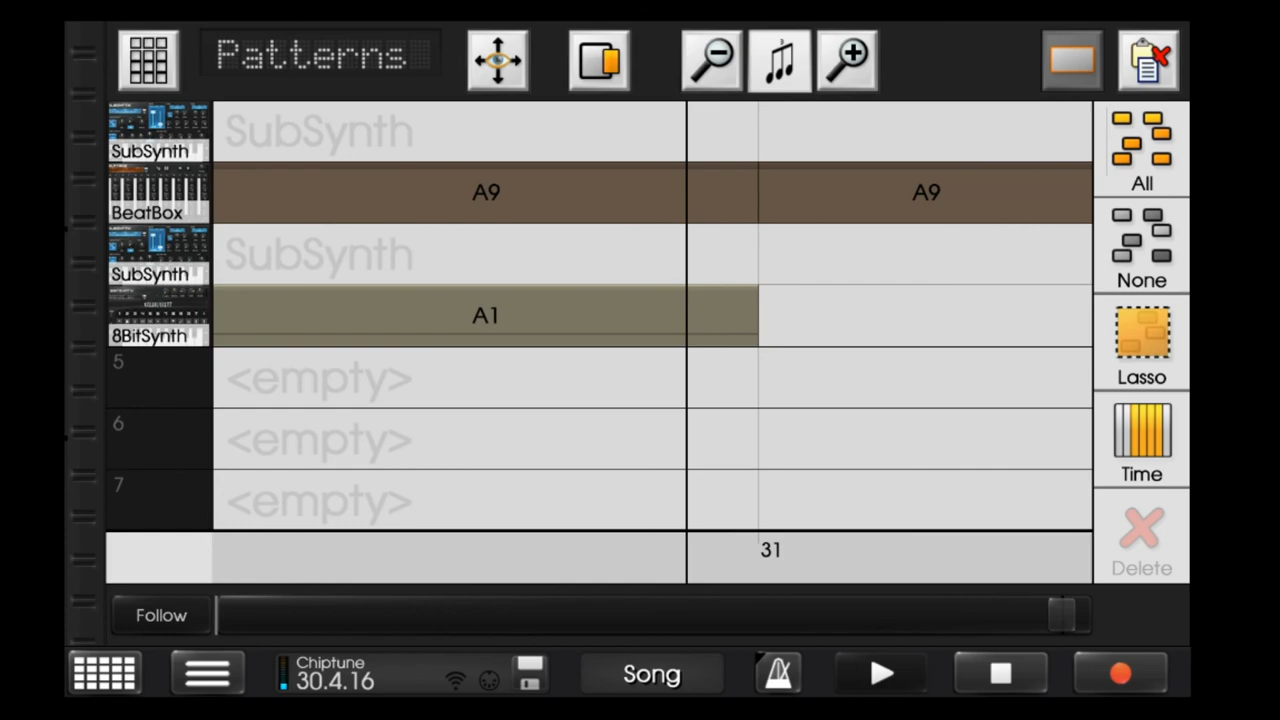 Patterns
3
SubSynth
SubSynth
BeatBox
A9
A9
SubSynth
SubSynth
8BitSynth
A1
5
<empty>
6
<empty>
7
<empty>
31
All
None
Lasso
Time
Delete
Follow
Chiptune
30.4.16
Song